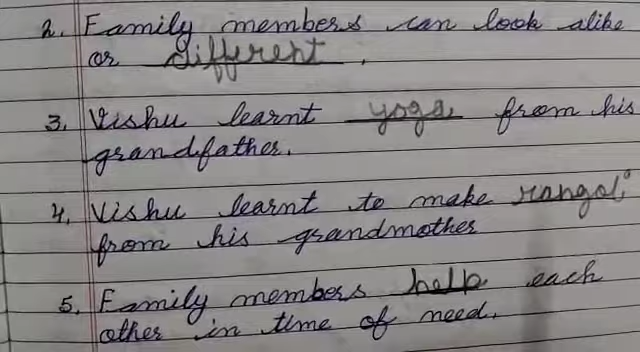 2. Family members can look alike
or different.
3. Vishu learnt yoga from his
grandfather.
4. Vishu learnt to make rangoli
from his grandmother
5. Family members help each
other in time of need.